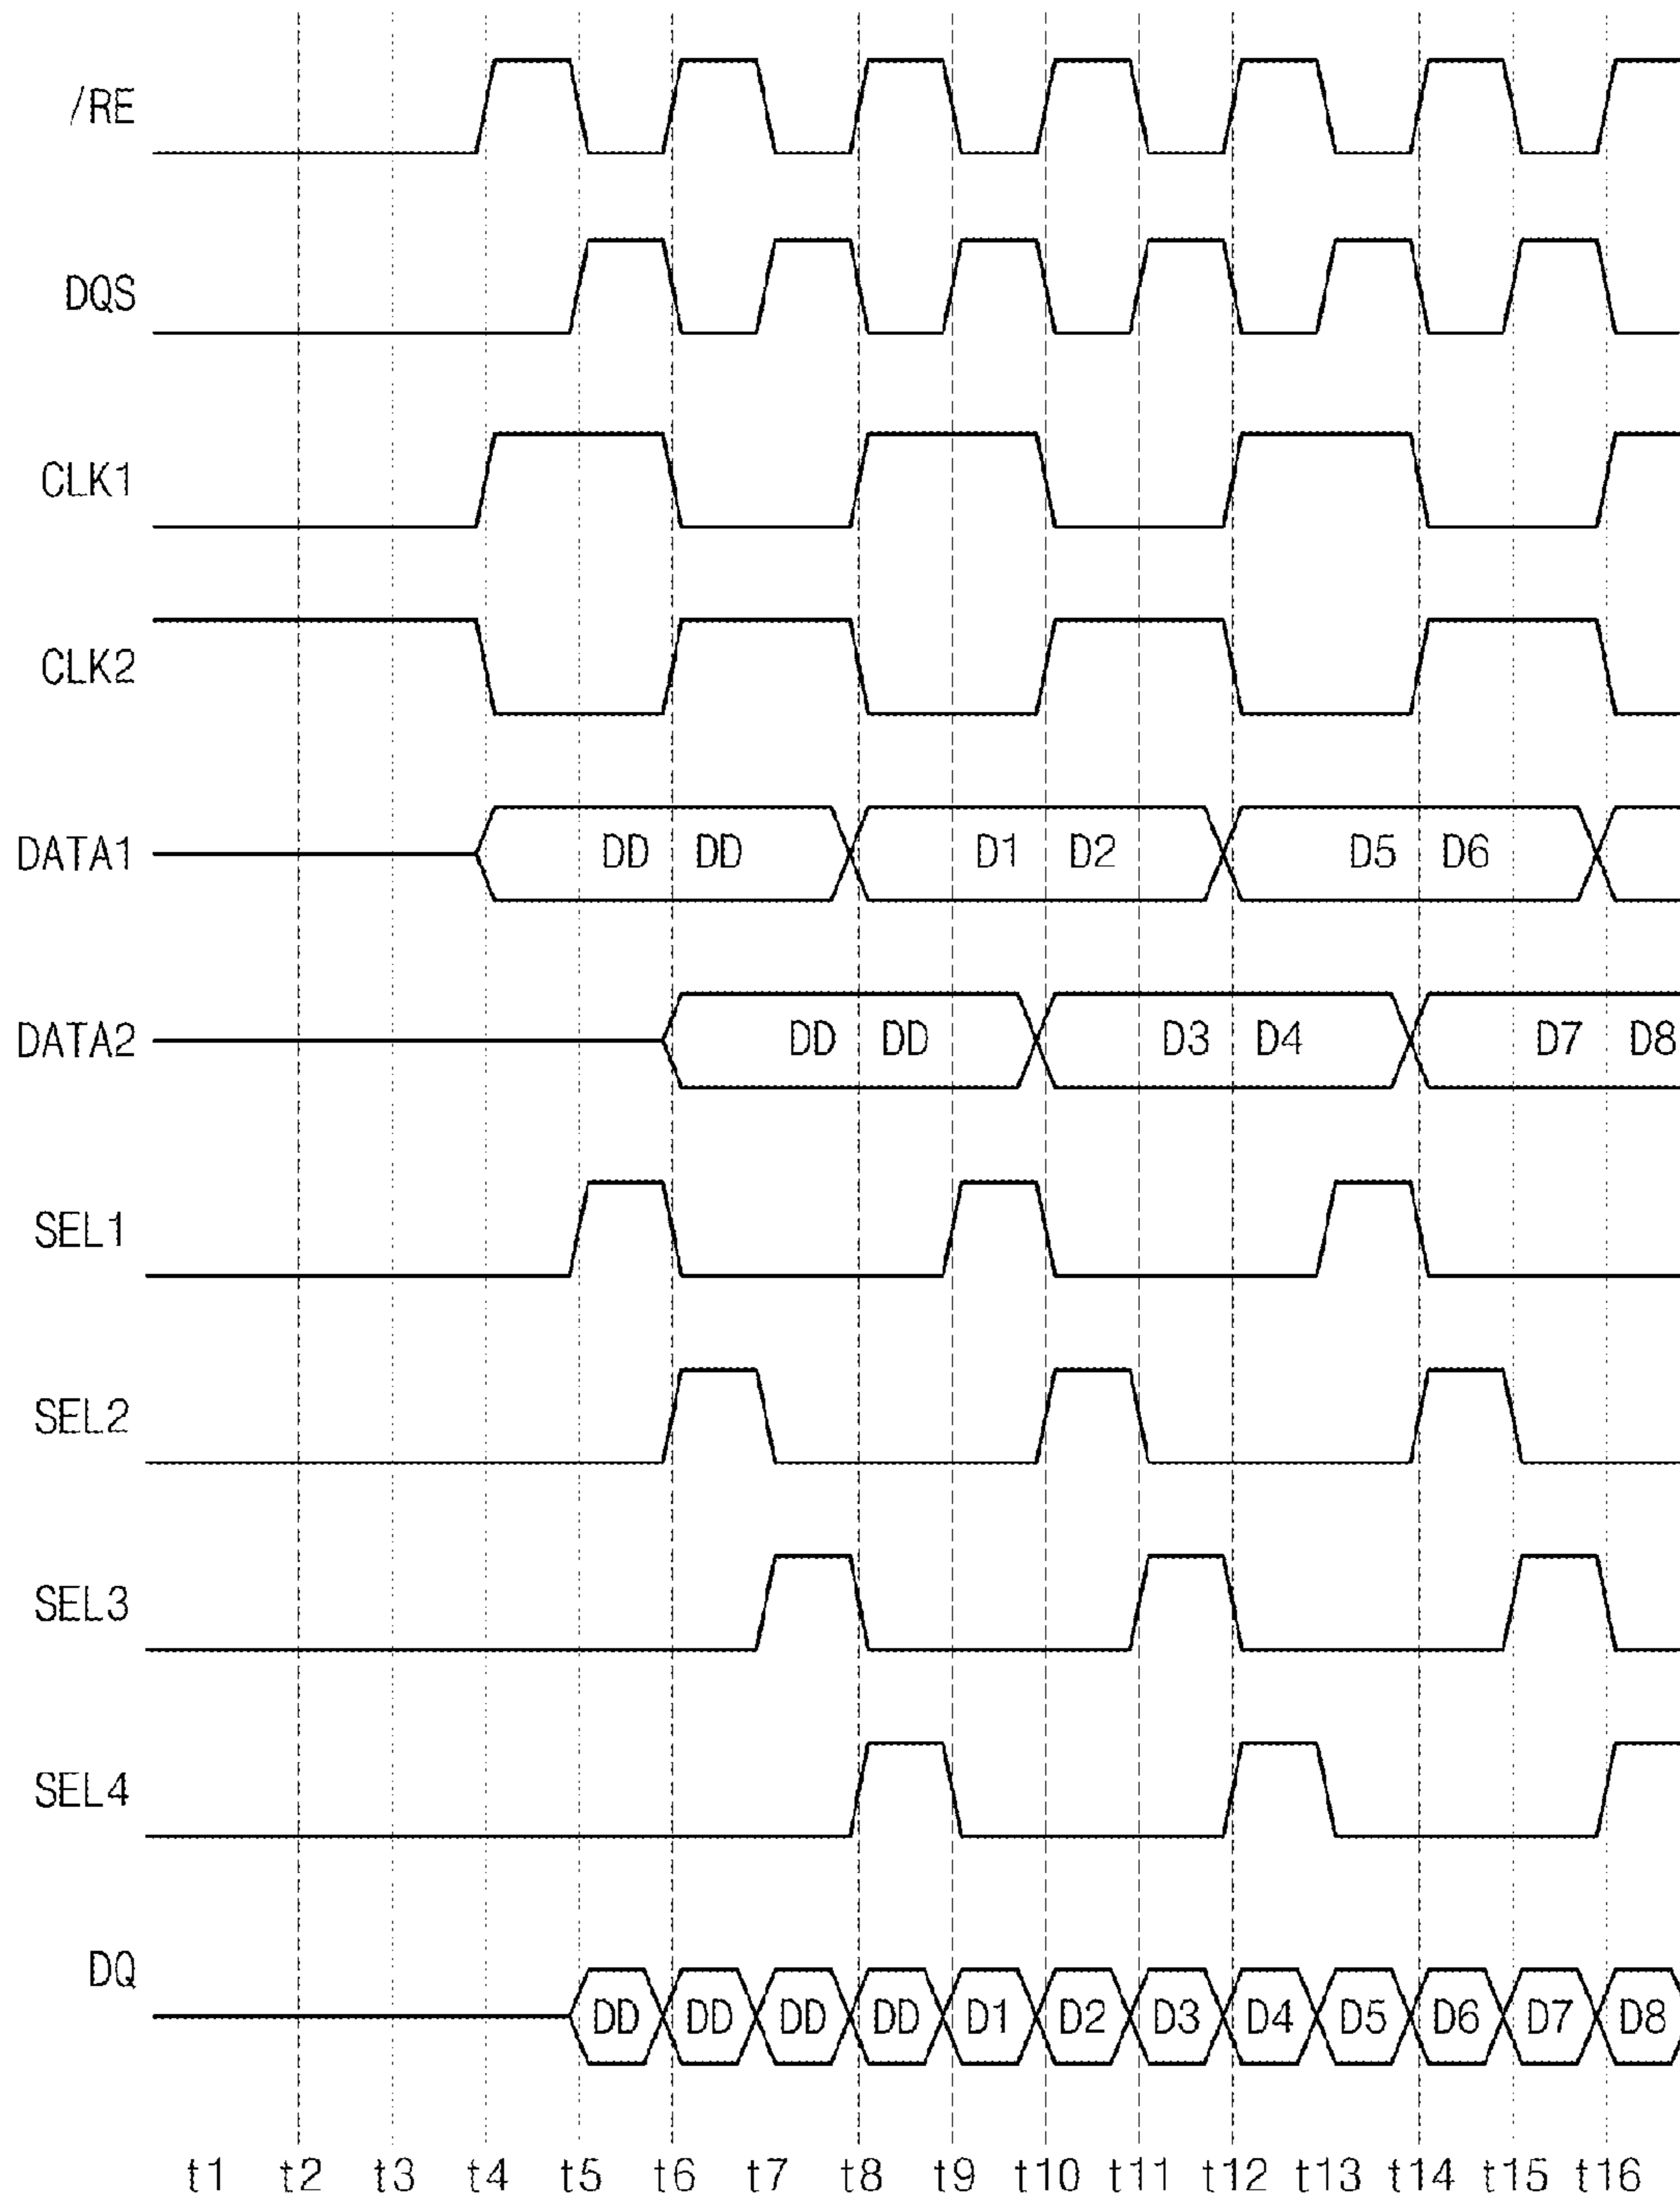 /RE
DQS
CLK1
CLK2
DATA1 DD DD D1 D2 D5 D6
DATA2 DD DD D3 D4 D7 D8
SEL1
SEL2
SEL3
SEL4
DQ DD DD DD DD D1 D2 D3 D4 D5 D6 D7 D8
t1 t2 t3 t4 t5 t6 t7 t8 t9 t10 t11 t12 t13 t14 t15 t16